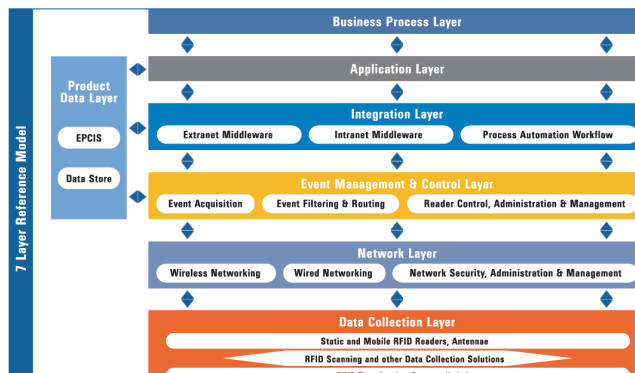 7 Layer Reference Model
Business Process Layer
Application Layer
Product
Data Layer
EPCIS
Data Store
Integration Layer
Extranet Middleware
Intranet Middleware
Process Automation Workflow
Event Management & Control Layer
Event Acquisition
Event Filtering & Routing
Reader Control, Administration & Management
Network Layer
Wireless Networking
Wired Networking
Network Security, Administration & Management
Data Collection Layer
Static and Mobile RFID Readers, Antennae
RFID Scanning and other Data Collection Solutions